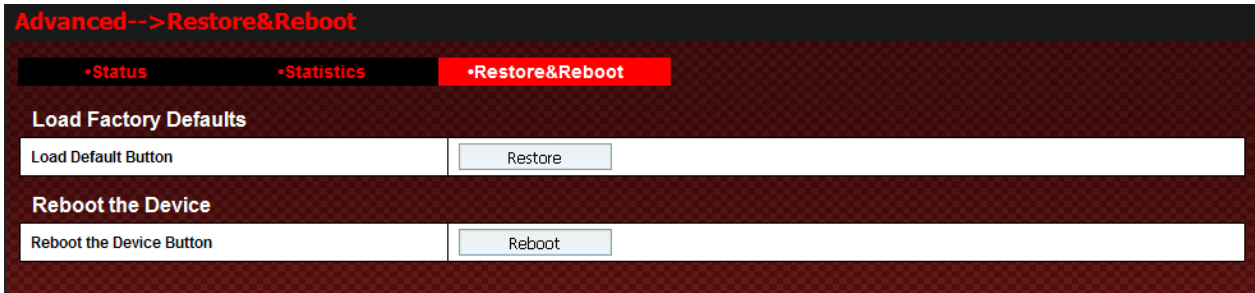 Advanced-->Restore&Reboot
•Status •Statistics •Restore&Reboot
Load Factory Defaults
Load Default Button Restore
Reboot the Device
Reboot the Device Button Reboot